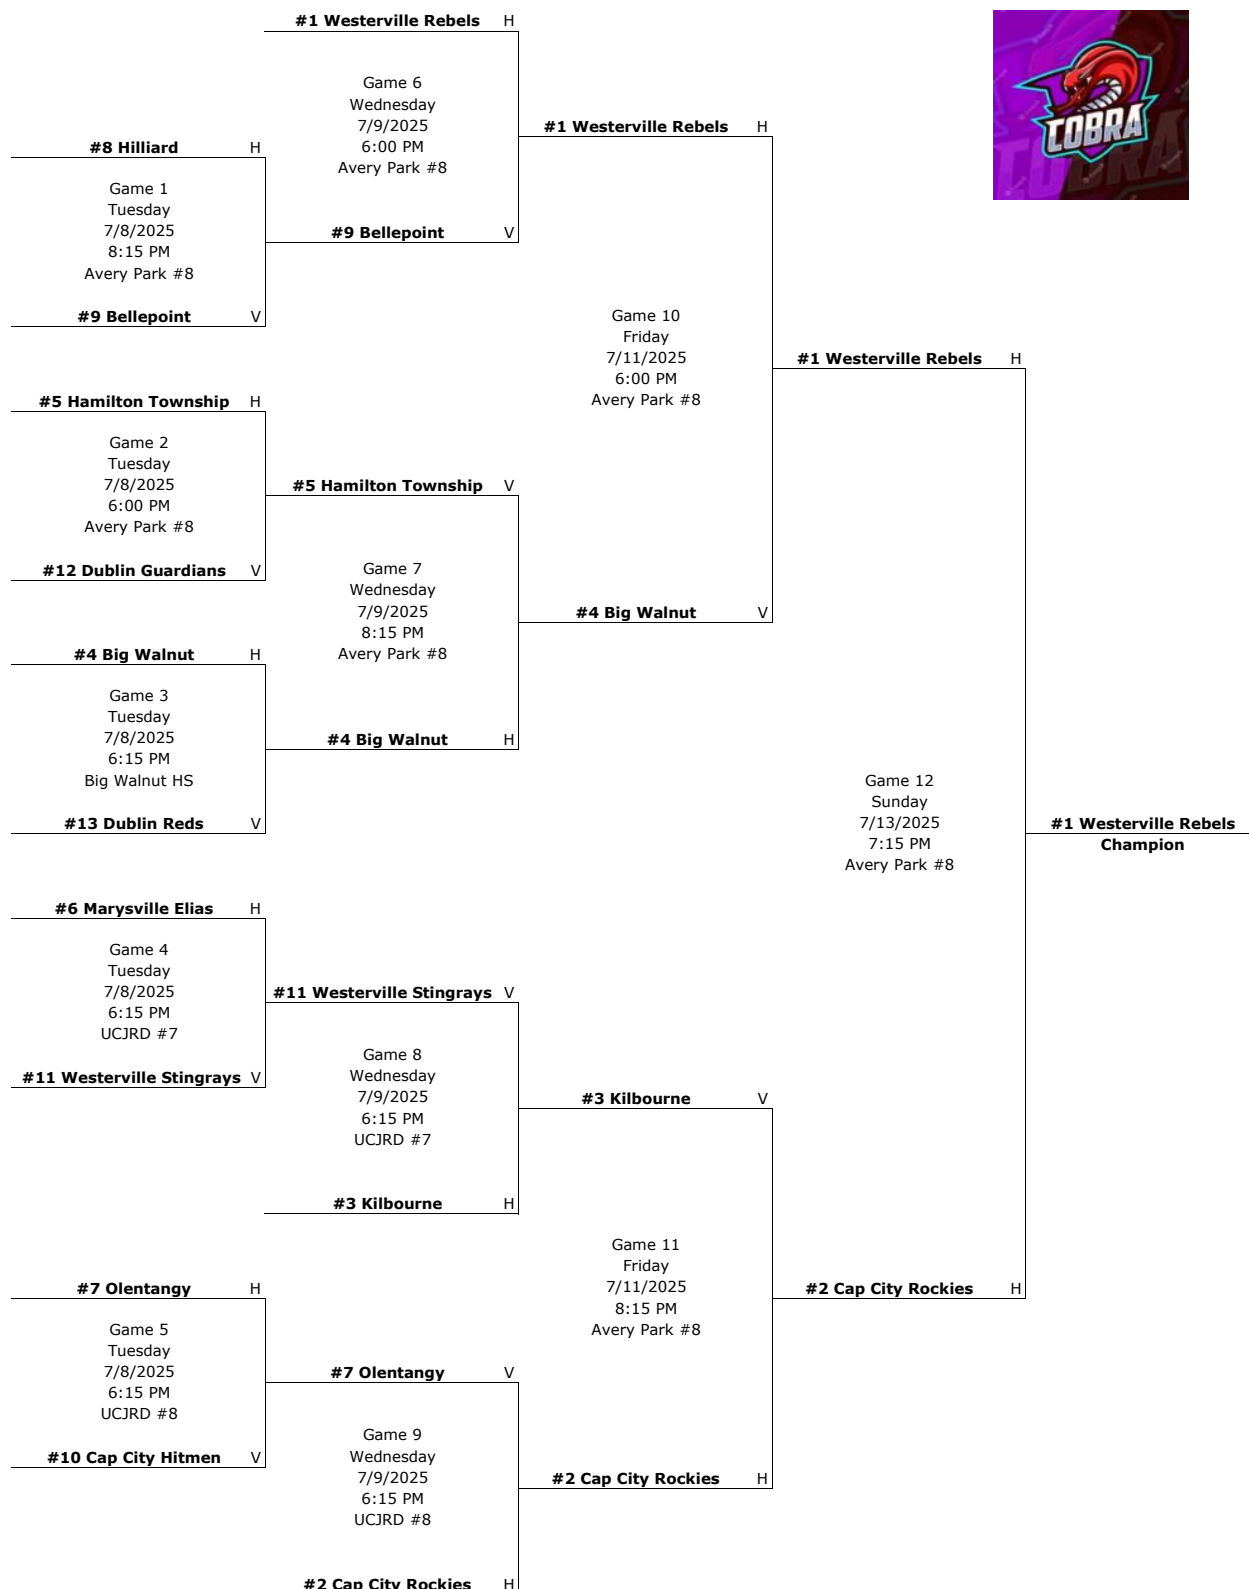 #1 Westerville Rebels H
Game 6
Wednesday
7/9/2025
6:00 PM
Avery Park #8
#9 Bellepoint V
#8 Hilliard H
Game 1
Tuesday
7/8/2025
8:15 PM
Avery Park #8
#9 Bellepoint V
#1 Westerville Rebels H
Game 10
Friday
7/11/2025
6:00 PM
Avery Park #8
#4 Big Walnut V
COBRA
#5 Hamilton Township H
Game 2
Tuesday
7/8/2025
6:00 PM
Avery Park #8
#12 Dublin Guardians V
#5 Hamilton Township V
Game 7
Wednesday
7/9/2025
8:15 PM
Avery Park #8
#4 Big Walnut H
#4 Big Walnut H
Game 3
Tuesday
7/8/2025
6:15 PM
Big Walnut HS
#13 Dublin Reds V
#1 Westerville Rebels H
Game 12
Sunday
7/13/2025
7:15 PM
Avery Park #8
#2 Cap City Rockies H
#1 Westerville Rebels
Champion
#6 Marysville Elias H
Game 4
Tuesday
7/8/2025
6:15 PM
UCJRD #7
#11 Westerville Stingrays V
#11 Westerville Stingrays V
Game 8
Wednesday
7/9/2025
6:15 PM
UCJRD #7
#3 Kilbourne H
#3 Kilbourne V
Game 11
Friday
7/11/2025
8:15 PM
Avery Park #8
#2 Cap City Rockies H
#7 Olentangy H
Game 5
Tuesday
7/8/2025
6:15 PM
UCJRD #8
#10 Cap City Hitmen V
#7 Olentangy V
Game 9
Wednesday
7/9/2025
6:15 PM
UCJRD #8
#2 Cap City Rockies H